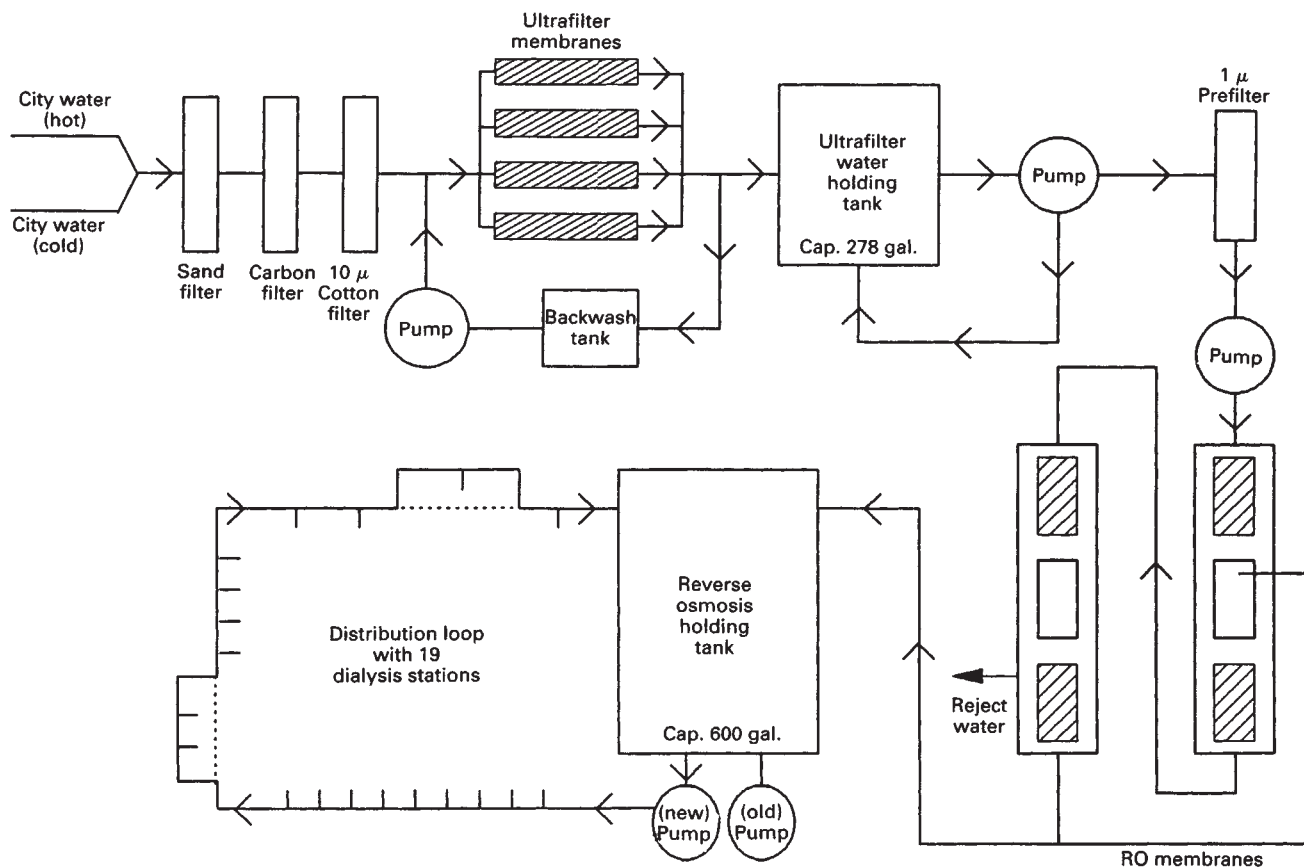 Ultrafilter
membranes
City water
(hot)
City water
(cold)
Sand
filter
Carbon
filter
10 μ
Cotton
filter
Pump
Backwash
tank
Ultrafilter
water
holding
tank
Cap. 278 gal.
Pump
1 μ
Prefilter
Pump
Distribution loop
with 19
dialysis stations
Reverse
osmosis
holding
tank
Cap. 600 gal.
(new)
Pump
(old)
Pump
Reject
water
RO membranes